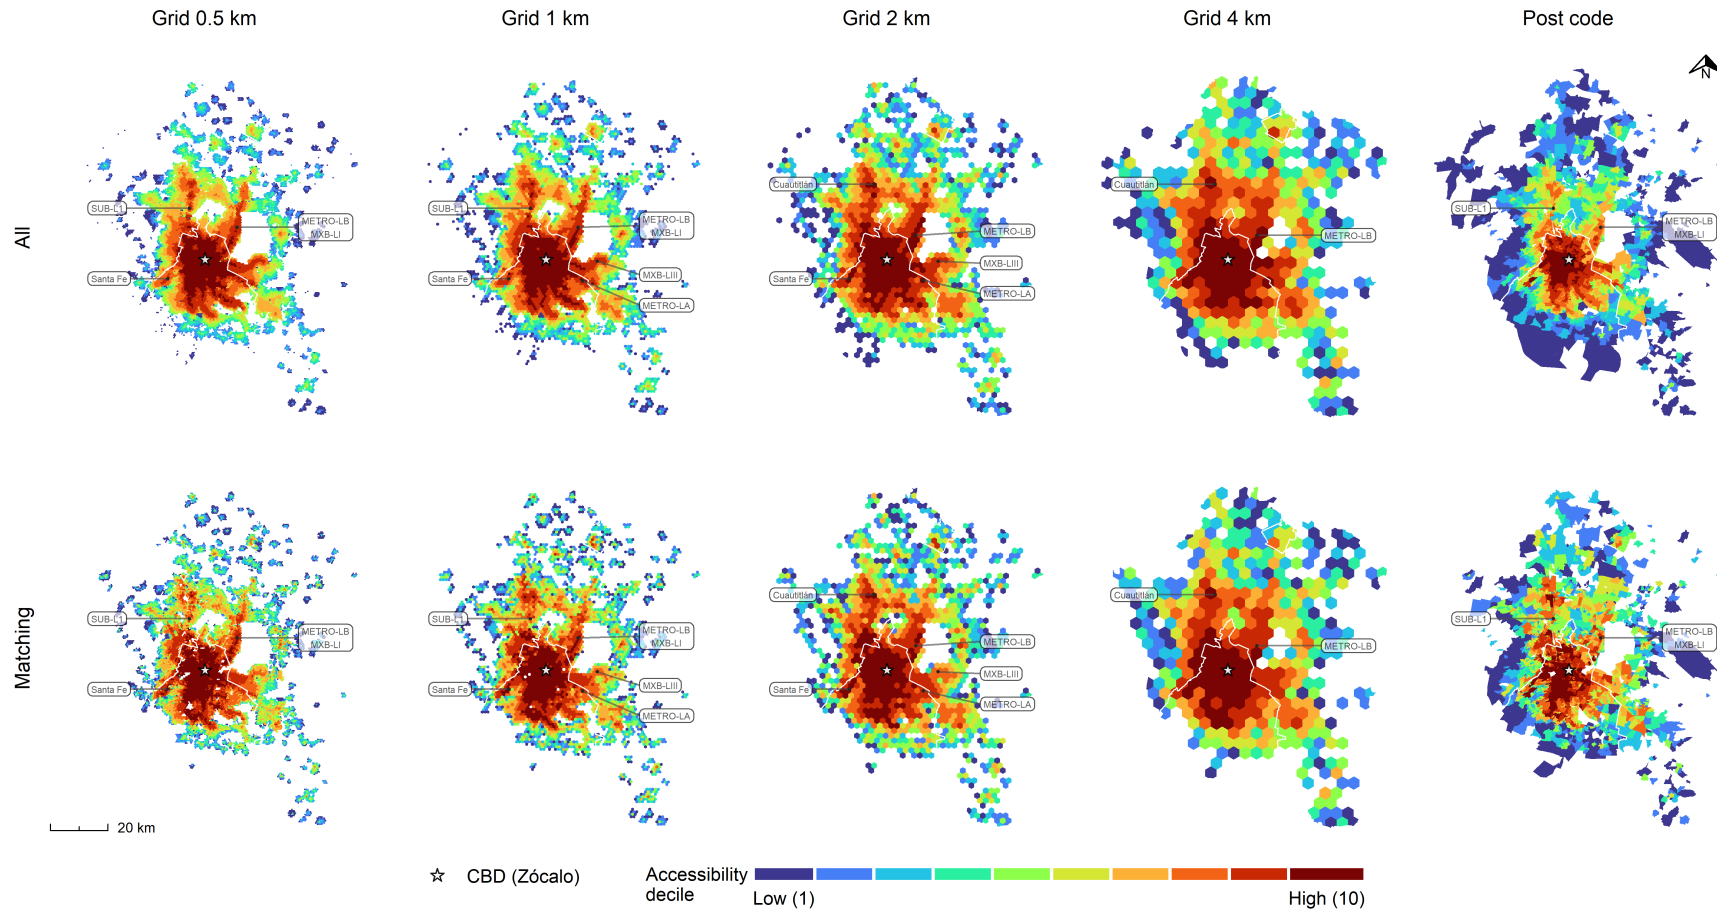 Grid 0.5 km
Grid 1 km
Grid 2 km
Grid 4 km
Post code
N
All
SUB-L1
METRO-LB
MXB-LI
Santa Fe
SUB-L1
METRO-LB
MXB-LI
Santa Fe
MXB-LIII
METRO-LA
Cuautitlán
METRO-LB
MXB-LIII
Santa Fe
METRO-LA
Cuautitlán
METRO-LB
SUB-L1
METRO-LB
MXB-LI
Matching
SUB-L1
METRO-LB
MXB-LI
Santa Fe
SUB-L1
METRO-LB
MXB-LI
Santa Fe
MXB-LIII
METRO-LA
Cuautitlán
METRO-LB
MXB-LIII
Santa Fe
METRO-LA
Cuautitlán
METRO-LB
SUB-L1
METRO-LB
MXB-LI
20 km
CBD (Zócalo)
Accessibility
decile
Low (1)
High (10)